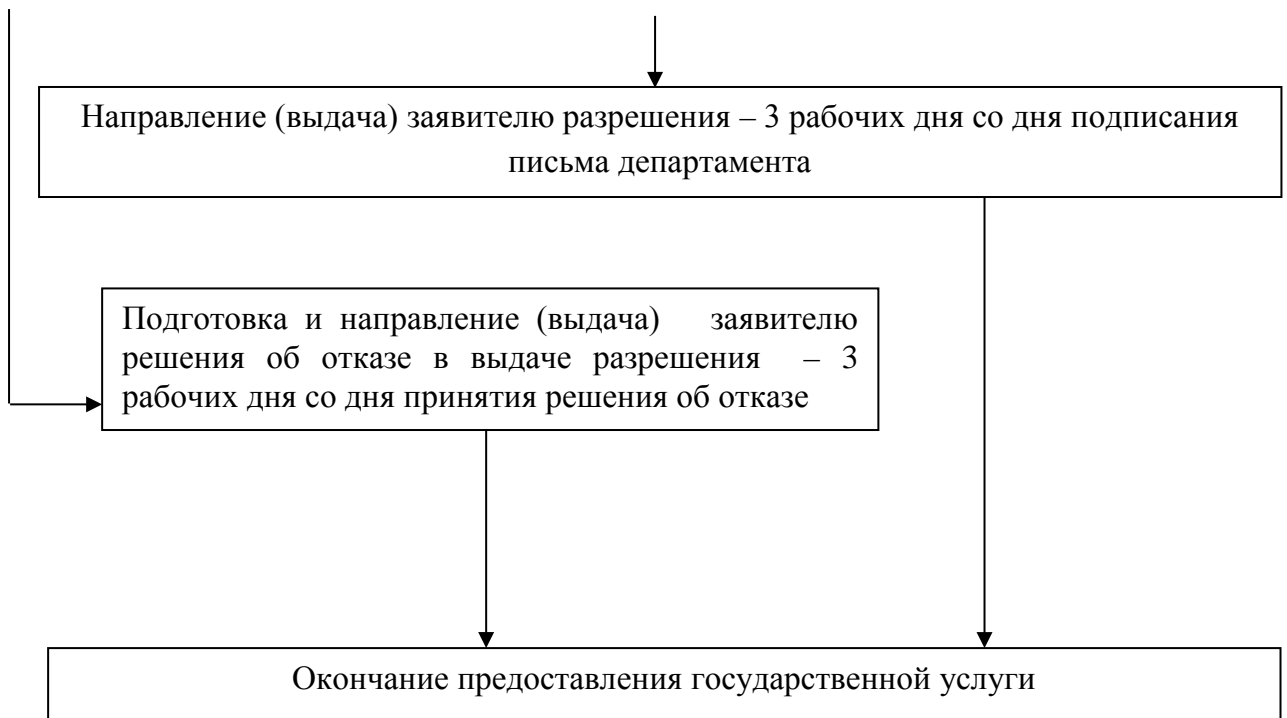 Направление (выдача) заявителю разрешения – 3 рабочих дня со дня подписания
письма департамента
Подготовка и направление (выдача) заявителю
решения об отказе в выдаче разрешения – 3
рабочих дня со дня принятия решения об отказе
Окончание предоставления государственной услуги